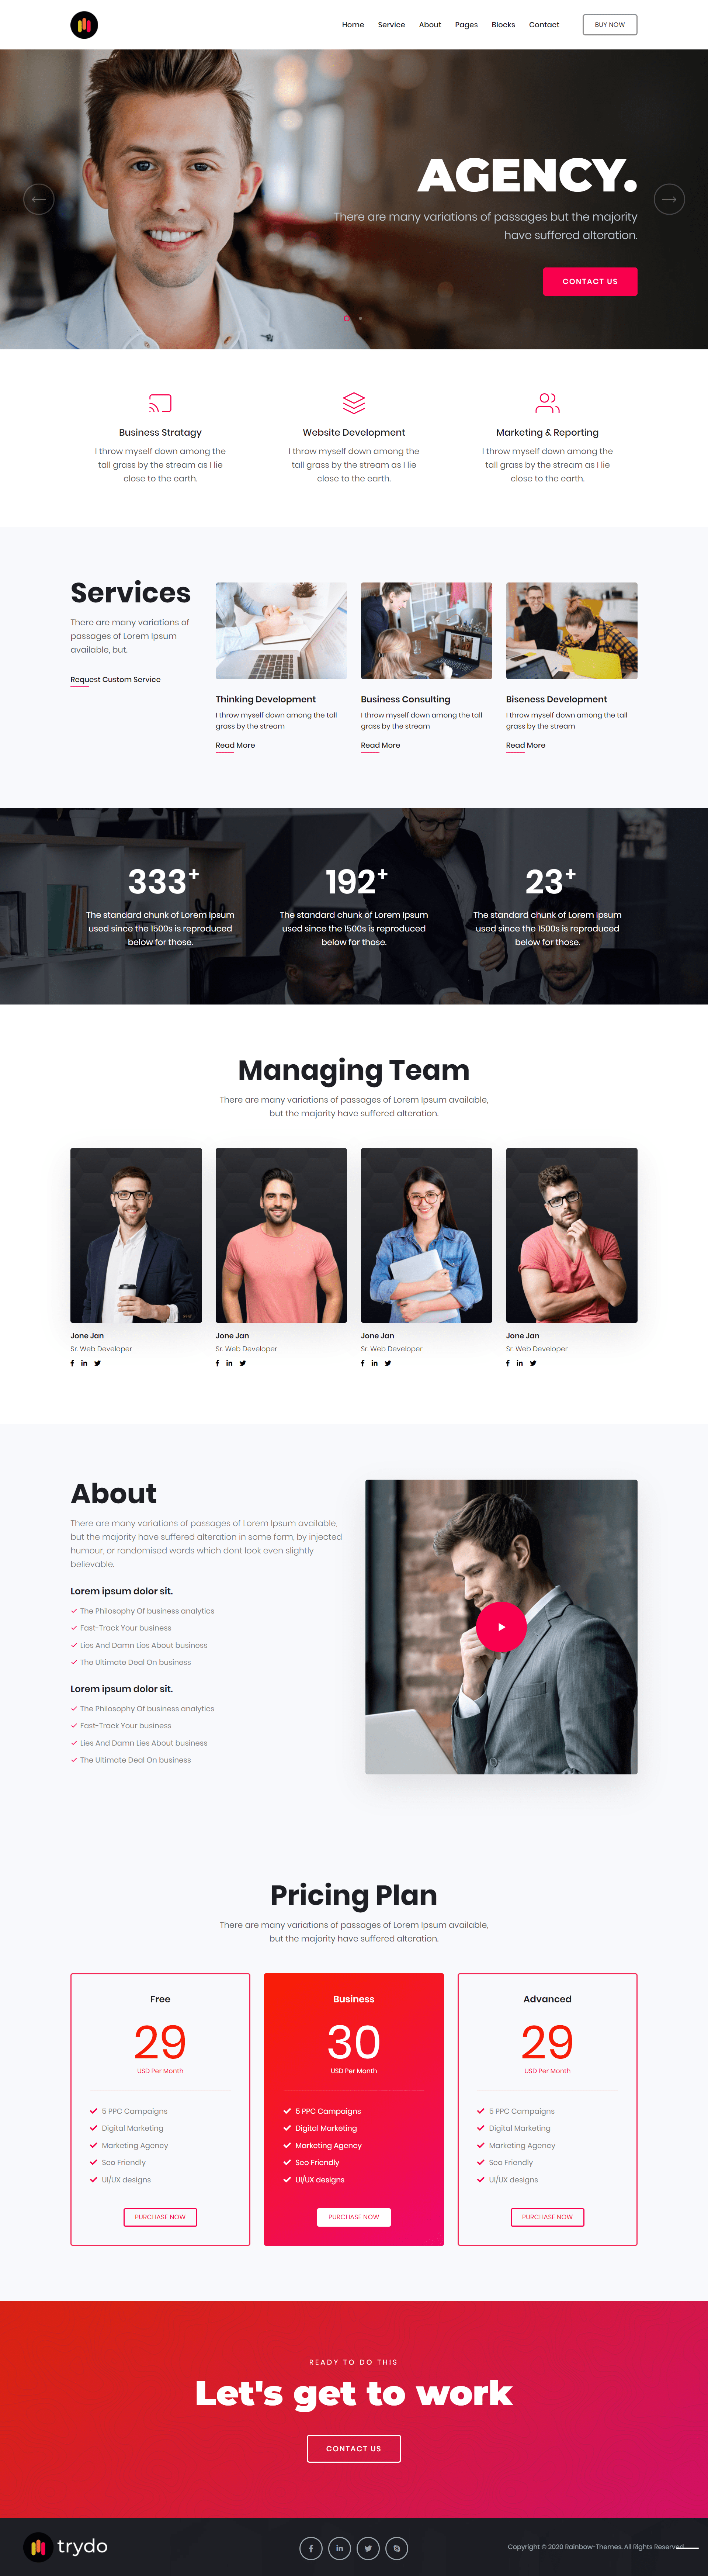 Home Service About Pages Blocks Contact BUY NOW
AGENCY.
There are many variations of passages but the majority
have suffered alteration.
CONTACT US
Business Stratagy
I throw myself down among the
tall grass by the stream as I lie
close to the earth.
Website Development
I throw myself down among the
tall grass by the stream as I lie
close to the earth.
Marketing & Reporting
I throw myself down among the
tall grass by the stream as I lie
close to the earth.
Services
There are many variations of
passages of Lorem Ipsum
available, but.
Request Custom Service
Thinking Development
I throw myself down among the tall
grass by the stream
Read More
Business Consulting
I throw myself down among the tall
grass by the stream
Read More
Biseness Development
I throw myself down among the tall
grass by the stream
Read More
333+
The standard chunk of Lorem Ipsum
used since the 1500s is reproduced
below for those.
192+
The standard chunk of Lorem Ipsum
used since the 1500s is reproduced
below for those.
23+
The standard chunk of Lorem Ipsum
used since the 1500s is reproduced
below for those.
Managing Team
There are many variations of passages of Lorem Ipsum available,
but the majority have suffered alteration.
Jone Jan
Sr. Web Developer
Jone Jan
Sr. Web Developer
Jone Jan
Sr. Web Developer
Jone Jan
Sr. Web Developer
About
There are many variations of passages of Lorem Ipsum available,
but the majority have suffered alteration in some form, by injected
humour, or randomised words which dont look even slightly
believable.
Lorem ipsum dolor sit.
The Philosophy Of business analytics
Fast-Track Your business
Lies And Damn Lies About business
The Ultimate Deal On business
Lorem ipsum dolor sit.
The Philosophy Of business analytics
Fast-Track Your business
Lies And Damn Lies About business
The Ultimate Deal On business
Pricing Plan
There are many variations of passages of Lorem Ipsum available,
but the majority have suffered alteration.
Free
29
USD Per Month
5 PPC Campaigns
Digital Marketing
Marketing Agency
Seo Friendly
UI/UX designs
PURCHASE NOW
Business
30
USD Per Month
5 PPC Campaigns
Digital Marketing
Marketing Agency
Seo Friendly
UI/UX designs
PURCHASE NOW
Advanced
29
USD Per Month
5 PPC Campaigns
Digital Marketing
Marketing Agency
Seo Friendly
UI/UX designs
PURCHASE NOW
READY TO DO THIS
Let's get to work
CONTACT US
trydo
Copyright © 2020 Rainbow-Themes. All Rights Reserved.